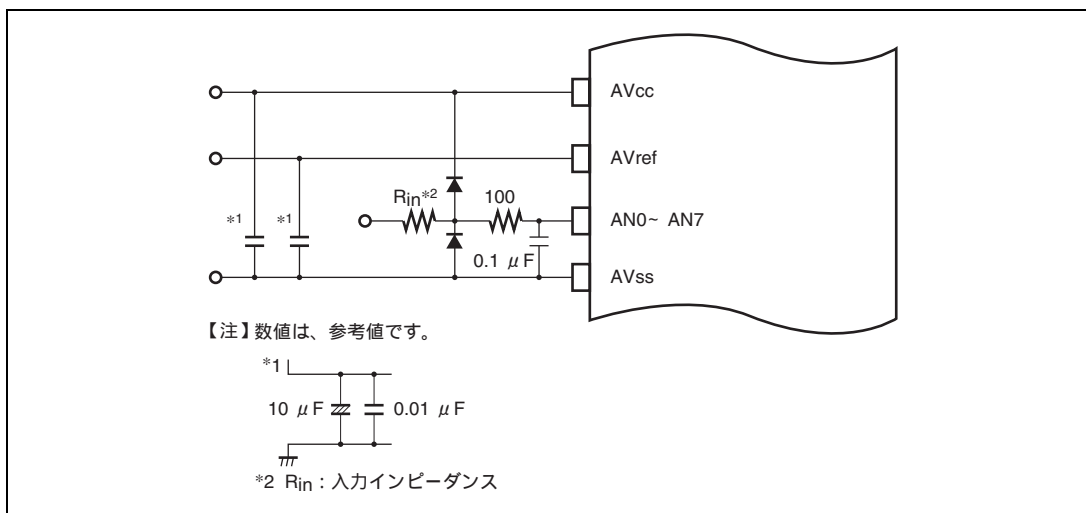 AVcc
AVref
Rin*2
100
*1
*1
AN0~ AN7
0.1 μF
AVss
【注】数値は、参考値です。
*1
10 μF
0.01 μF
*2 Rin：入力インピーダンス